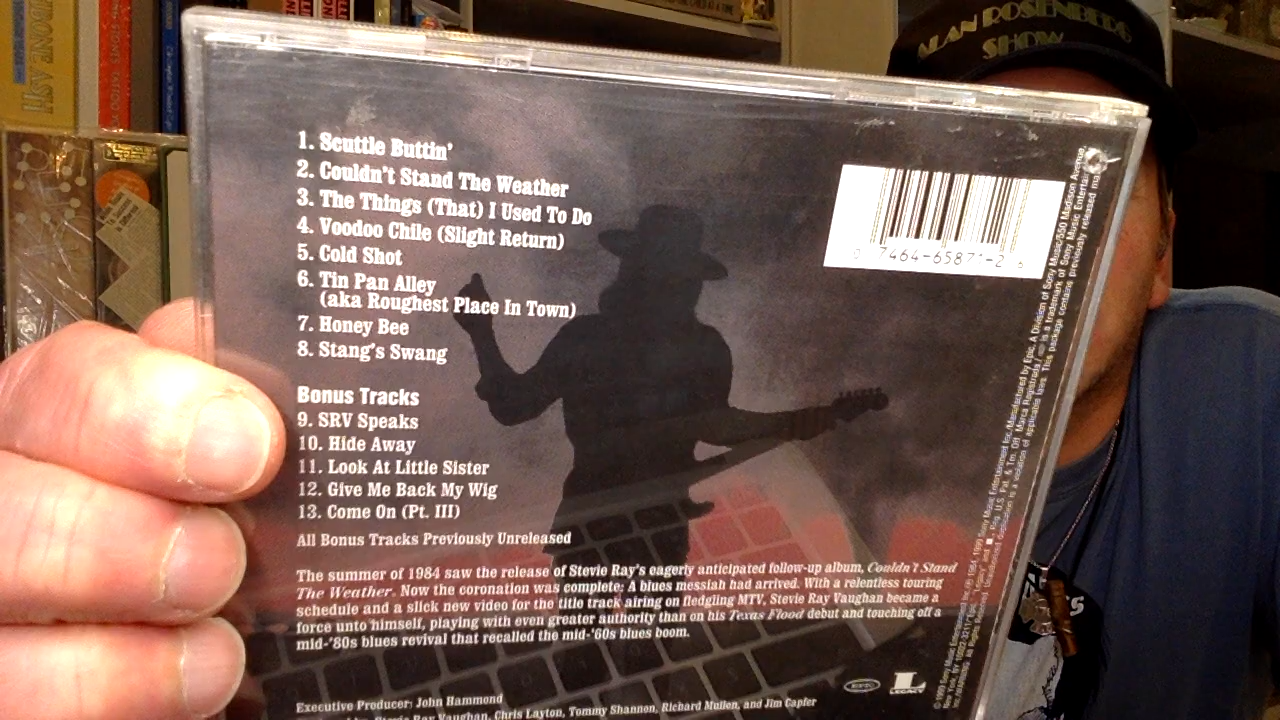 ALAN ROSENBERG
SHOW
1. Scuttle Buttin'
2. Couldn't Stand The Weather
3. The Things (That) I Used To Do
4. Voodoo Chile (Slight Return)
5. Cold Shot
6. Tin Pan Alley
(aka Roughest Place In Town)
7. Honey Bee
8. Stang's Swang
Bonus Tracks
9. SRV Speaks
10. Hide Away
11. Look At Little Sister
12. Give Me Back My Wig
13. Come On (Pt. III)
All Bonus Tracks Previously Unreleased
The summer of 1984 saw the release of Stevie Ray's eagerly anticipated follow-up album, Couldn't Stand
The Weather. Now the coronation was complete: A blues messiah had arrived. With a relentless touring
schedule and a slick new video for the title track airing on fledgling MTV, Stevie Ray Vaughan became a
force unto himself, playing with even greater authority than on his Texas Flood debut and touching off a
mid-'80s blues revival that recalled the mid-'60s blues boom.
Executive Producer: John Hammond
Stevie Ray Vaughan, Chris Layton, Tommy Shannon, Richard Mullen, and Jim Capfer
0 7464-65871-2 6
epic
LEGACY